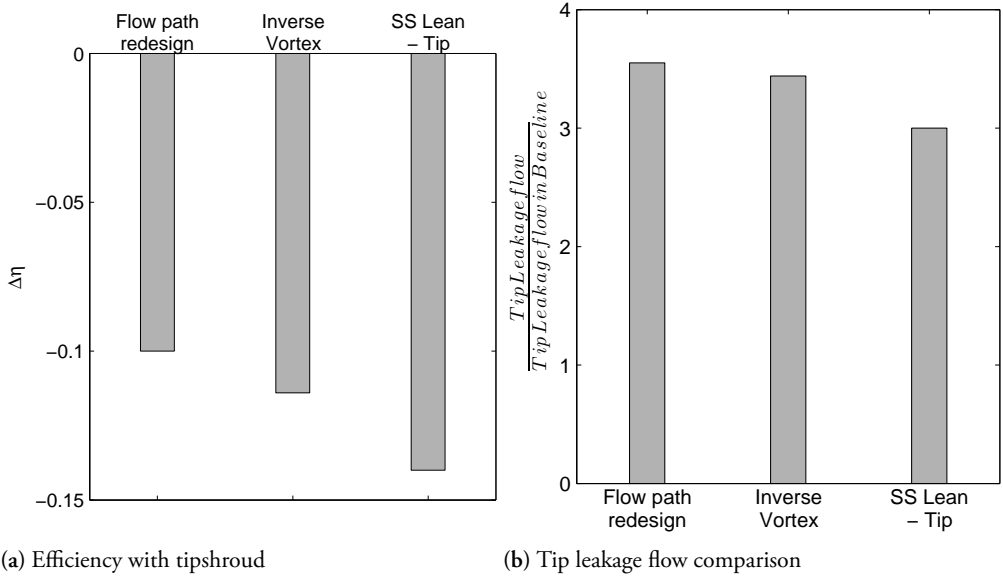 Flow path
redesign
Inverse
Vortex
SS Lean
– Tip
0
−0.05
−0.1
−0.15
Δη
(a) Efficiency with tipshroud
4
3
2
1
0
TipLeakageflow
TipLeakageflowinBaseline
Flow path
redesign
Inverse
Vortex
SS Lean
– Tip
(b) Tip leakage flow comparison